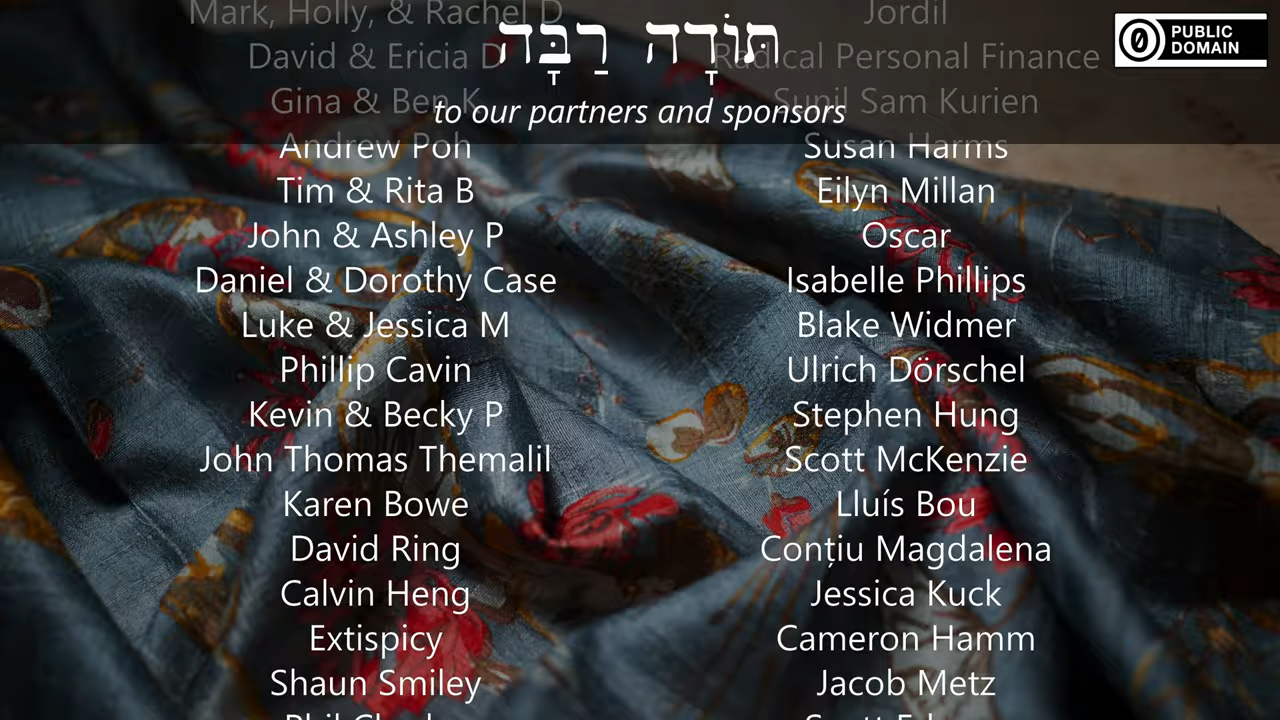 תּוֹדָה רַבָּה
to our partners and sponsors
PUBLIC
DOMAIN
Mark, Holly, & Rachel D
David & Ericia D
Gina & Ben K
Andrew Poh
Tim & Rita B
John & Ashley P
Daniel & Dorothy Case
Luke & Jessica M
Phillip Cavin
Kevin & Becky P
John Thomas Themalil
Karen Bowe
David Ring
Calvin Heng
Extispicy
Shaun Smiley
Jordil
Radical Personal Finance
Sunil Sam Kurien
Susan Harms
Eilyn Millan
Oscar
Isabelle Phillips
Blake Widmer
Ulrich Dörschel
Stephen Hung
Scott McKenzie
Lluís Bou
Conțiu Magdalena
Jessica Kuck
Cameron Hamm
Jacob Metz